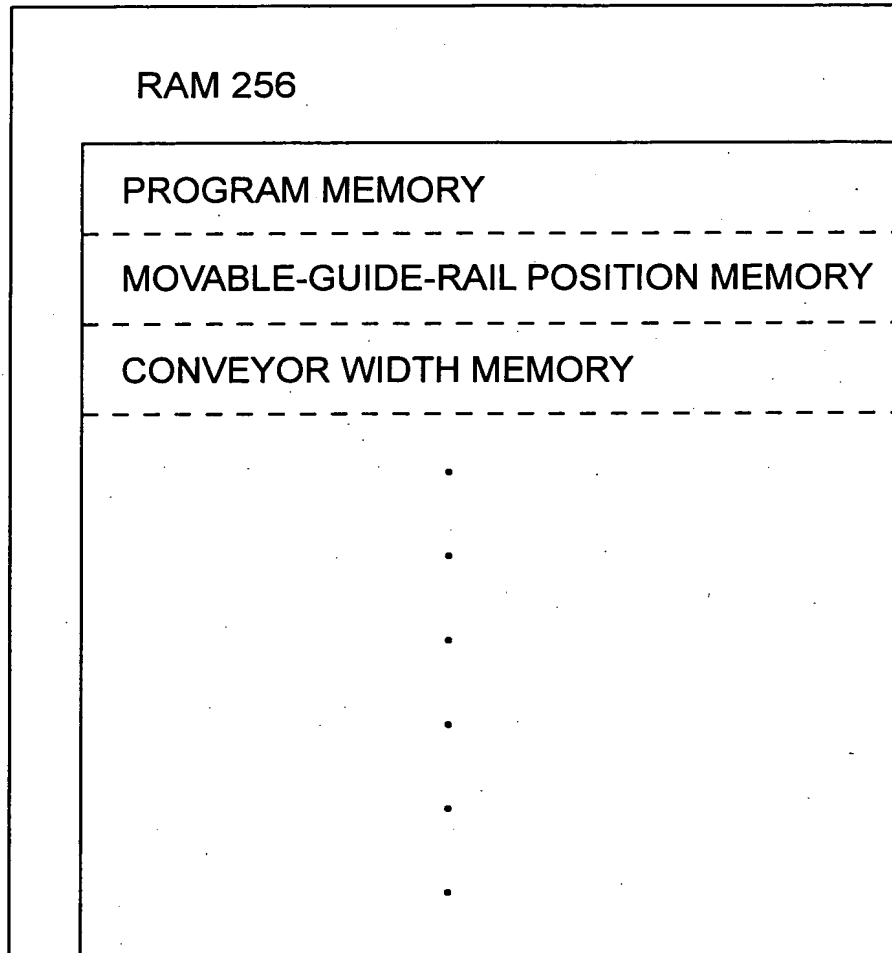 RAM 256
PROGRAM MEMORY
MOVABLE-GUIDE-RAIL POSITION MEMORY
CONVEYOR WIDTH MEMORY